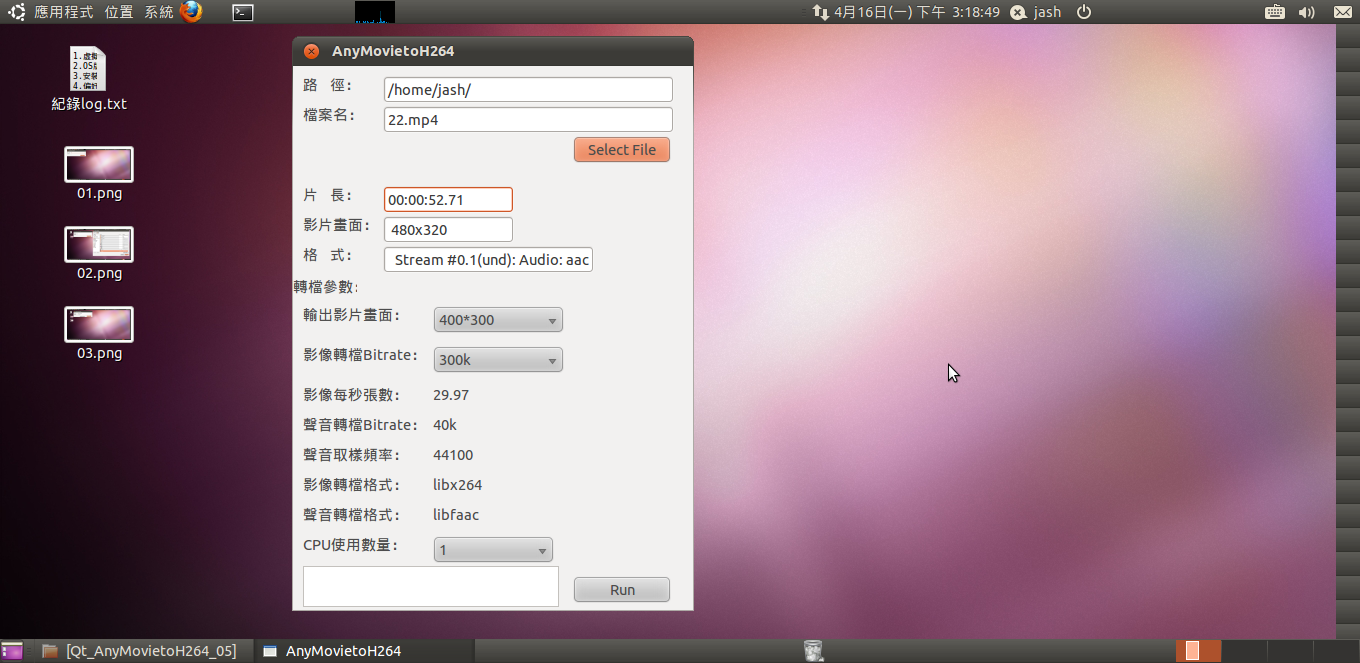 應用程式 位置 系統
4月16日(一) 下午 3:18:49 jash
1.虛擬
2.OS版
3.安裝
紀錄log.txt
01.png
02.png
03.png
AnyMovietoH264
路 徑: /home/jash/
檔案名: 22.mp4
Select File
片 長: 00:00:52.71
影片畫面: 480x320
格 式: Stream #0.1(und): Audio: aac
轉檔參數:
輸出影片畫面: 400*300
影像轉檔Bitrate: 300k
影像每秒張數: 29.97
聲音轉檔Bitrate: 40k
聲音取樣頻率: 44100
影像轉檔格式: libx264
聲音轉檔格式: libfaac
CPU使用數量: 1
Run
[Qt_AnyMovietoH264_05]
AnyMovietoH264